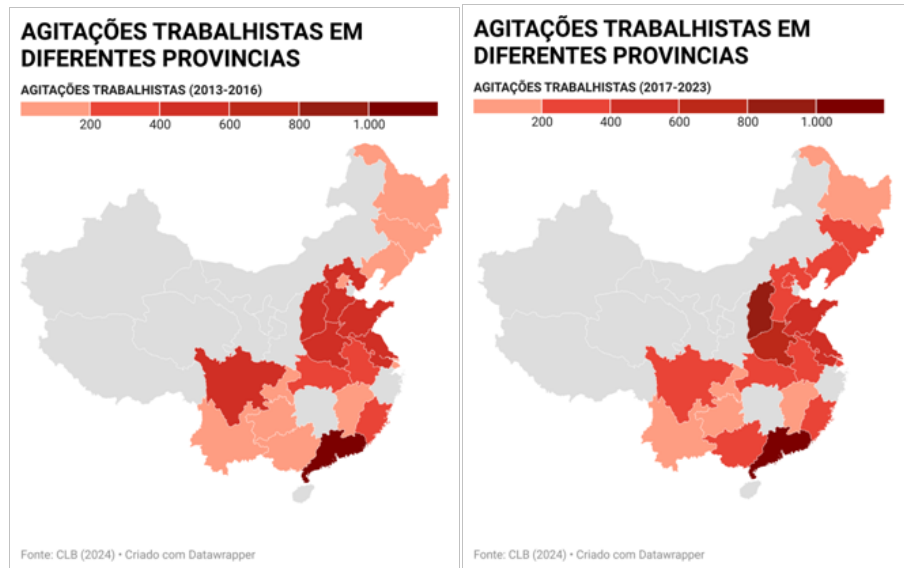 AGITAÇÕES TRABALHISTAS EM
DIFERENTES PROVINCIAS
AGITAÇÕES TRABALHISTAS (2013-2016)
200 400 600 800 1.000
Fonte: CLB (2024) • Criado com Datawrapper
AGITAÇÕES TRABALHISTAS EM
DIFERENTES PROVINCIAS
AGITAÇÕES TRABALHISTAS (2017-2023)
200 400 600 800 1.000
Fonte: CLB (2024) • Criado com Datawrapper